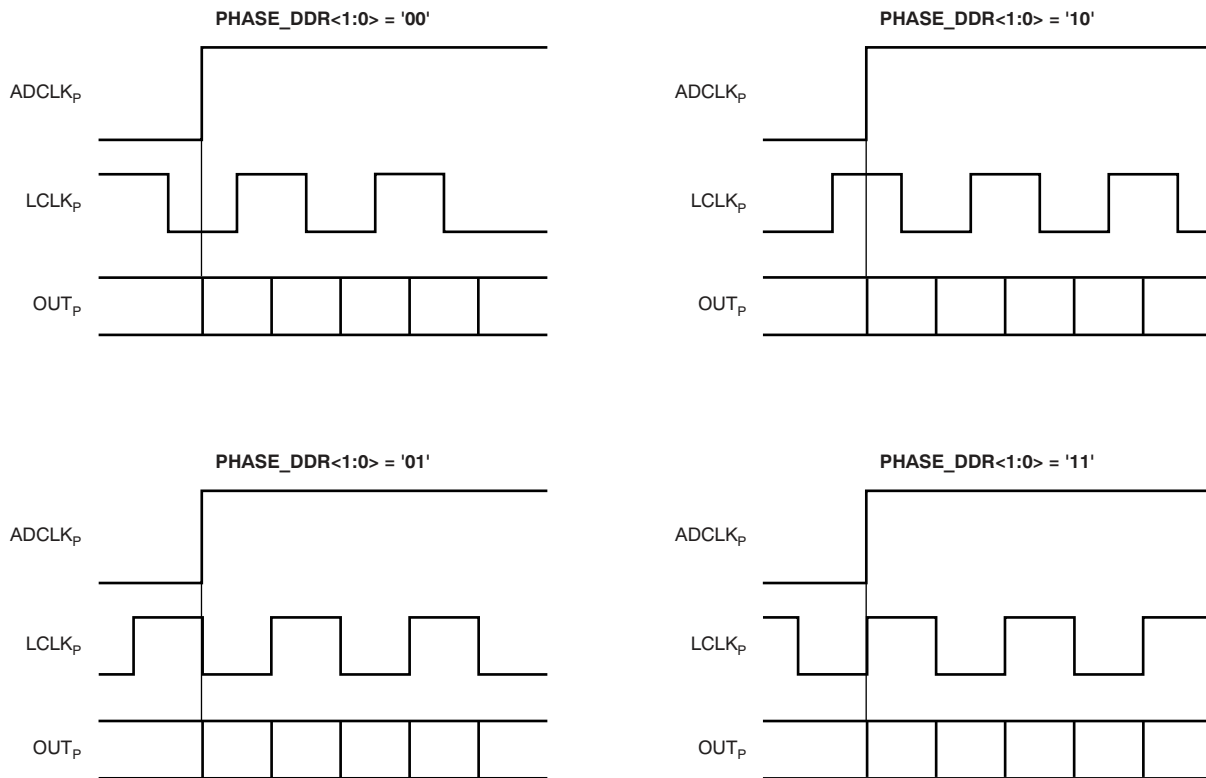 PHASE_DDR<1:0> = '00'
ADCLKP
LCLKP
OUTP
PHASE_DDR<1:0> = '10'
ADCLKP
LCLKP
OUTP
PHASE_DDR<1:0> = '01'
ADCLKP
LCLKP
OUTP
PHASE_DDR<1:0> = '11'
ADCLKP
LCLKP
OUTP